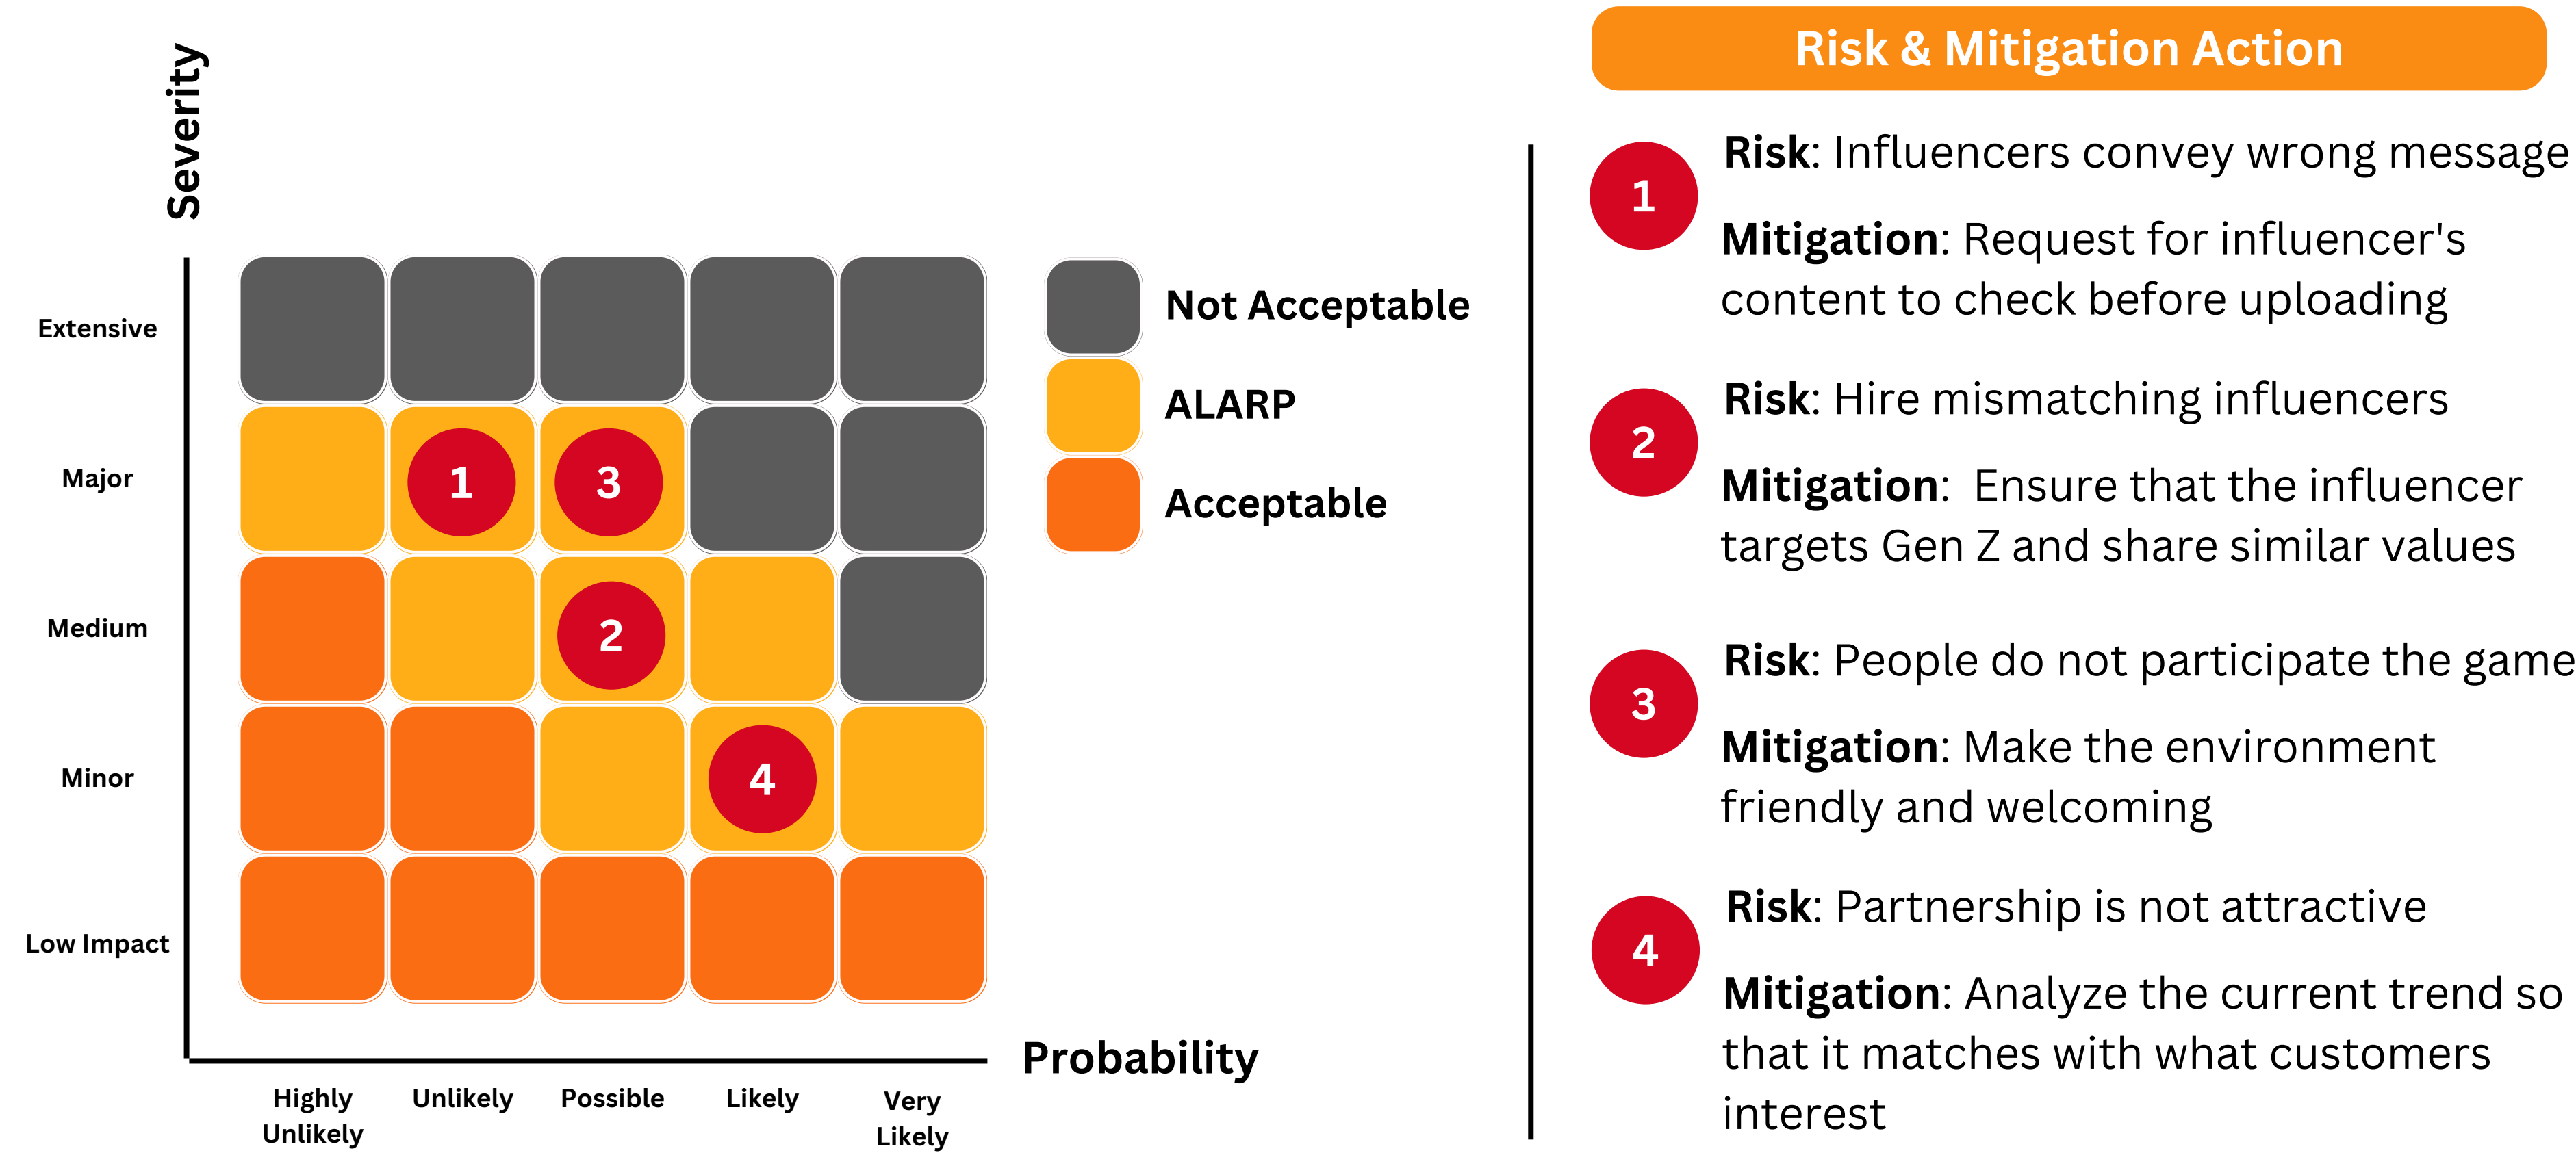 Severity
Extensive
Major
Medium
Minor
Low Impact
1
3
2
4
Highly
Unlikely
Unlikely
Possible
Likely
Very
Likely
Probability
Not Acceptable
ALARP
Acceptable
Risk & Mitigation Action
1
Risk: Influencers convey wrong message
Mitigation: Request for influencer's
content to check before uploading
2
Risk: Hire mismatching influencers
Mitigation:  Ensure that the influencer
targets Gen Z and share similar values
3
Risk: People do not participate the game
Mitigation: Make the environment
friendly and welcoming
4
Risk: Partnership is not attractive
Mitigation: Analyze the current trend so
that it matches with what customers
interest